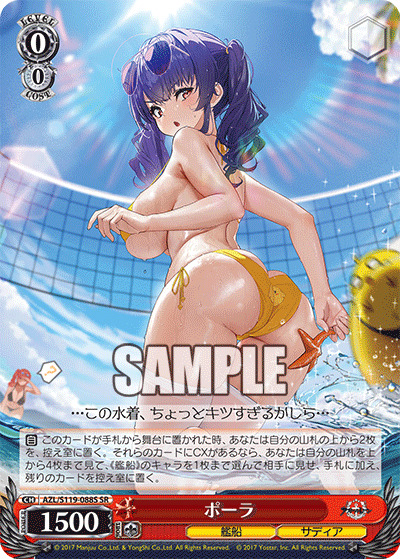 LEVEL
0
0
COST
SAMPLE
…この水着、ちょっとキツすぎるかしら…
自 このカードが手札から舞台に置かれた時、あなたは自分の山札の上から2枚
を、控え室に置く。それらのカードにCXがあるなら、あなたは自分の山札を上
から4枚まで見て、《艦船》のキャラを1枚まで選んで相手に見せ、手札に加え、
残りのカードを控え室に置く。
CH AZL/S119-088S SR
1500
ポーラ
艦船
サディア
© 2017 Manjuu Co.,Ltd. & YongShi Co.,Ltd. All Rights Reserved. © 2017 Yostar, Inc. All Rights Reserved.